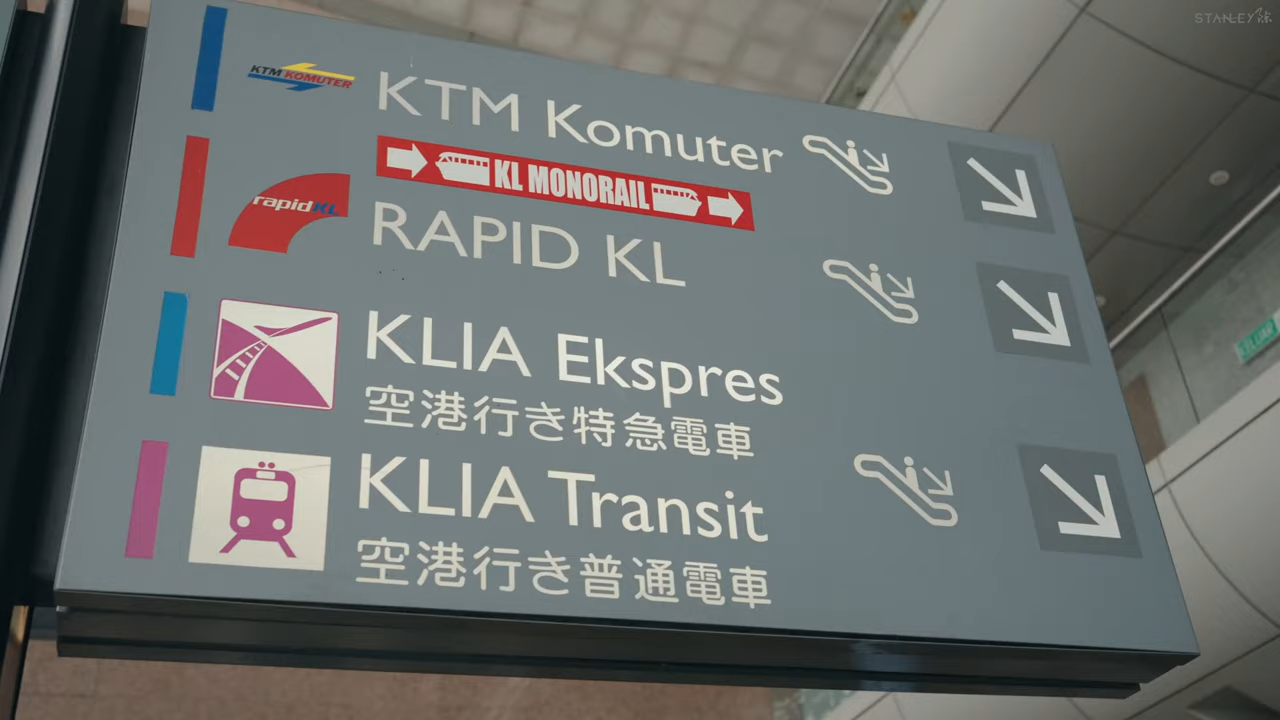 STANLEY
KTM KOMUTER
KTM Komuter
KL MONORAIL
rapidKL
RAPID KL
KLIA Ekspres
空港行き特急電車
KLIA Transit
空港行き普通電車